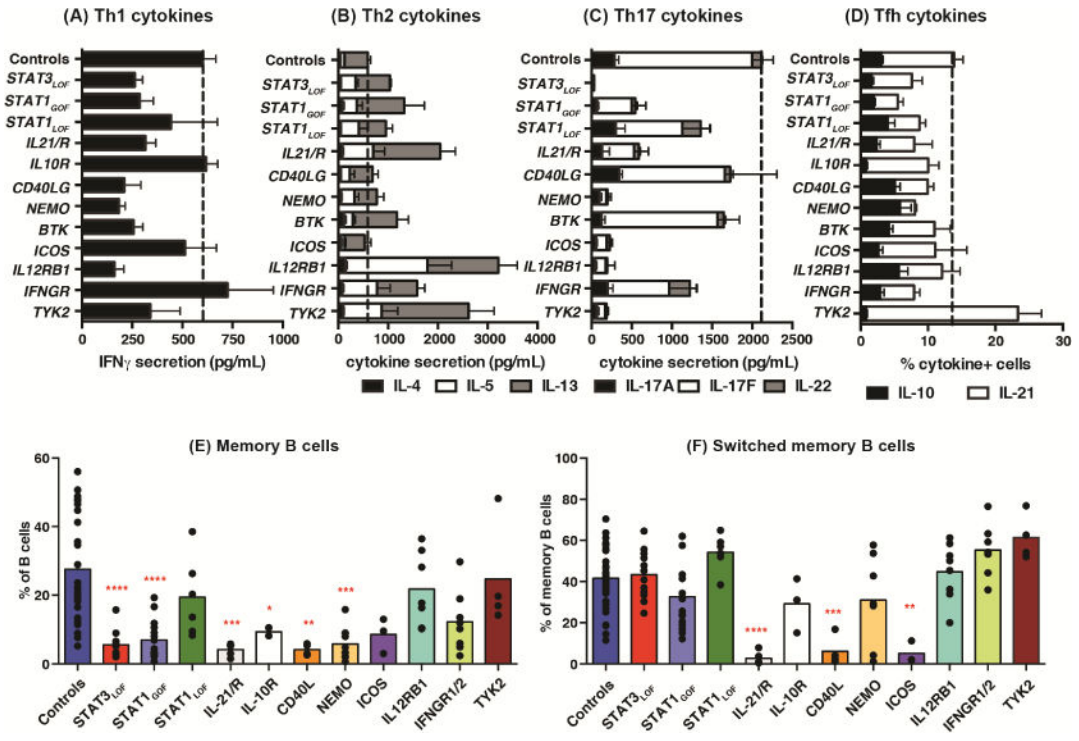 (A) Th1 cytokines
Controls
STAT3LOF
STAT1GOF
STAT1LOF
IL21/R
IL10R
CD40LG
NEMO
BTK
ICOS
IL12RB1
IFNGR
TYK2
0 250 500 750 1000
IFNγ secretion (pg/mL)
(B) Th2 cytokines
Controls
STAT3LOF
STAT1GOF
STAT1LOF
IL21/R
CD40LG
NEMO
BTK
ICOS
IL12RB1
IFNGR
TYK2
0 1000 2000 3000 4000
cytokine secretion (pg/mL)
IL-4 IL-5 IL-13
(C) Th17 cytokines
Controls
STAT3LOF
STAT1GOF
STAT1LOF
IL21/R
CD40LG
NEMO
BTK
ICOS
IL12RB1
IFNGR
TYK2
0 500 1000 1500 2000 2500
cytokine secretion (pg/mL)
IL-17A IL-17F IL-22
(D) Tfh cytokines
Controls
STAT3LOF
STAT1GOF
STAT1LOF
IL21/R
IL10R
CD40LG
NEMO
BTK
ICOS
IL12RB1
IFNGR
TYK2
0 10 20 30
% cytokine+ cells
IL-10 IL-21
(E) Memory B cells
% of B cells
60
40
20
0
**** **** *** * ** ***
Controls
STAT3LOF
STAT1GOF
STAT1LOF
IL-21/R
IL-10R
CD40L
NEMO
ICOS
IL12RB1
IFNGR1/2
TYK2
(F) Switched memory B cells
% of memory B cells
100
80
60
40
20
0
**** *** **
Controls
STAT3LOF
STAT1GOF
STAT1LOF
IL-21/R
IL-10R
CD40L
NEMO
ICOS
IL12RB1
IFNGR1/2
TYK2